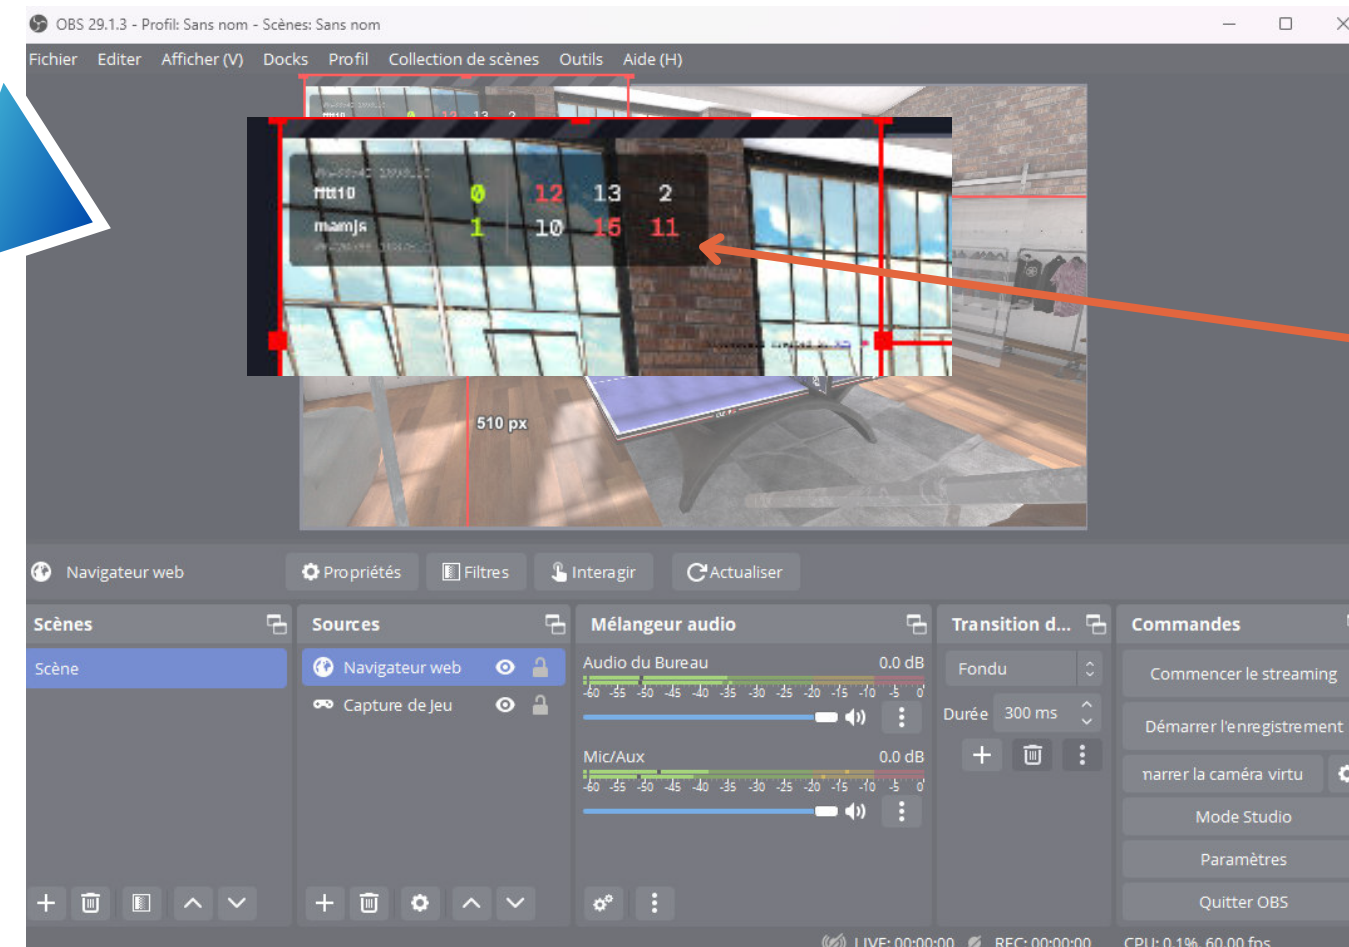 OBS 29.1.3 - Profil: Sans nom - Scènes: Sans nom
Fichier Editer Afficher (V) Docks Profil Collection de scènes Outils Aide (H)
13 2
ffft10 0 12 13 2
mamjs 1 10 15 11
510 px
Navigateur web Propriétés Filtres Interagir Actualiser
Scènes Sources Mélangeur audio Transition d... Commandes
Scène Navigateur web Audio du Bureau 0.0 dB Fondu Commencer le streaming
-60 -55 -50 -45 -40 -35 -30 -25 -20 -15 -10 -5 0
Capture de Jeu Durée 300 ms Démarrer l'enregistrement
Mic/Aux 0.0 dB
-60 -55 -50 -45 -40 -35 -30 -25 -20 -15 -10 -5 0
narrer la caméra virtu
Mode Studio
Paramètres
Quitter OBS
LIVE: 00:00:00 REC: 00:00:00 CPU: 0.1%, 60.00 fps